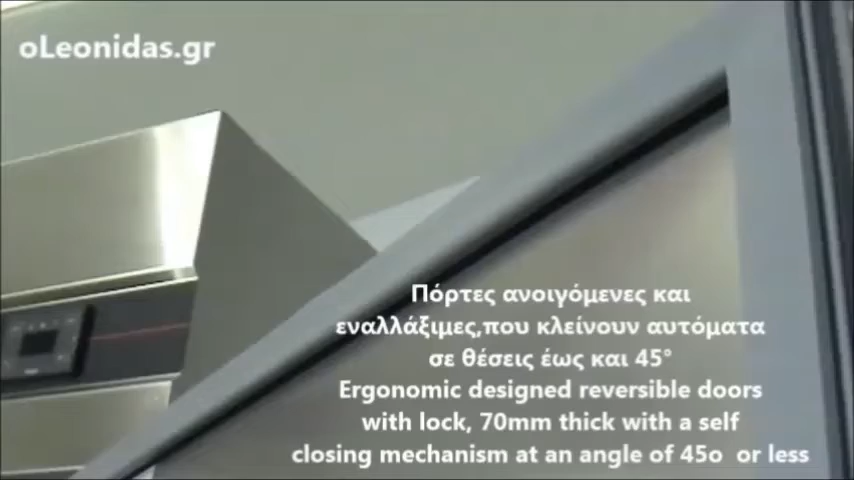 oLeonidas.gr
Πόρτες ανοιγόμενες και
εναλλάξιμες,που κλείνουν αυτόματα
σε θέσεις έως και 45°
Ergonomic designed reversible doors
with lock, 70mm thick with a self
closing mechanism at an angle of 45o or less